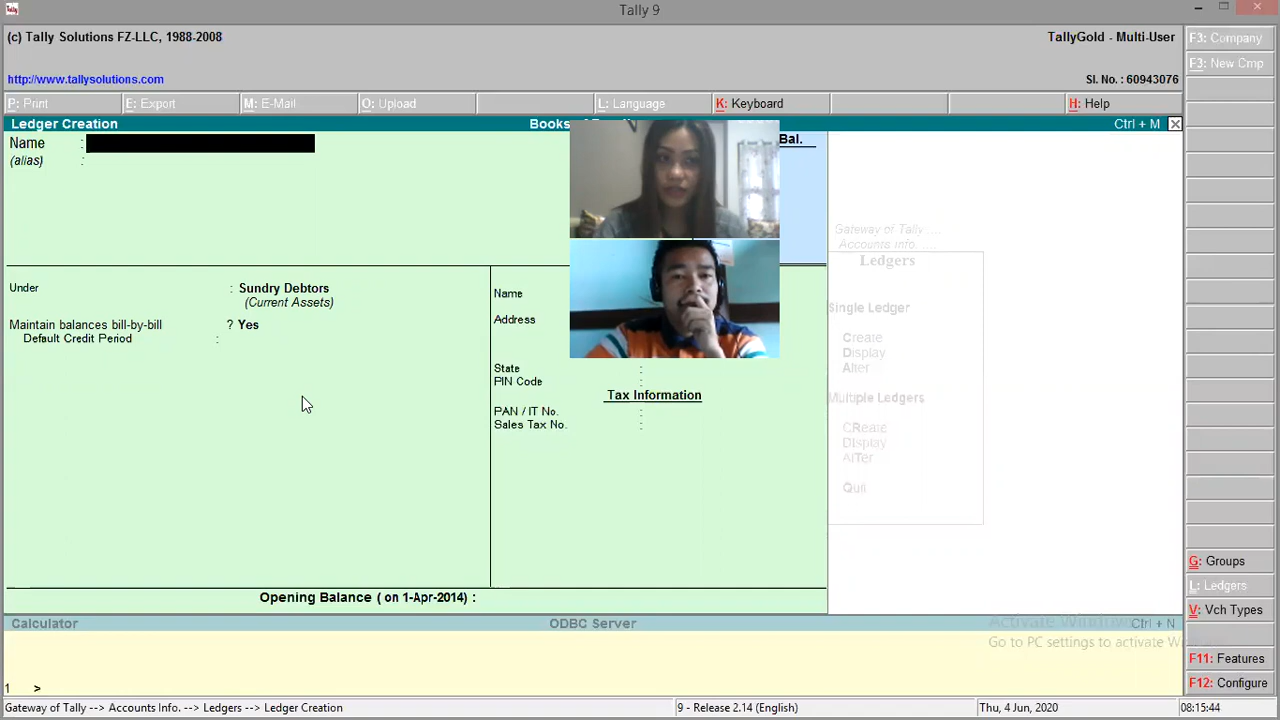 Tally
Tally 9
(c) Tally Solutions FZ-LLC, 1988-2008
TallyGold - Multi-User
http://www.tallysolutions.com
Sl. No. : 60943076
P: Print
E: Export
M: E-Mail
O: Upload
L: Language
K: Keyboard
H: Help
Ledger Creation
Ctrl + M
Name :
(alias) :
Bal.
Under : Sundry Debtors
(Current Assets)
Maintain balances bill-by-bill ? Yes
Default Credit Period :
Name
Address
State :
PIN Code :
Tax Information
PAN / IT No. :
Sales Tax No. :
Opening Balance ( on 1-Apr-2014) :
Gateway of Tally ....
Accounts Info. ....
Ledgers
Single Ledger
Create
Display
Alter
Multiple Ledgers
CReate
DIsplay
AlTer
Quit
F3: Company
F3: New Cmp
G: Groups
L: Ledgers
V: Vch Types
F11: Features
F12: Configure
Calculator
ODBC Server
Ctrl + N
Activate Windows
Go to PC settings to activate
1 >
Gateway of Tally --> Accounts Info. --> Ledgers --> Ledger Creation
9 - Release 2.14 (English)
Thu, 4 Jun, 2020
08:15:44